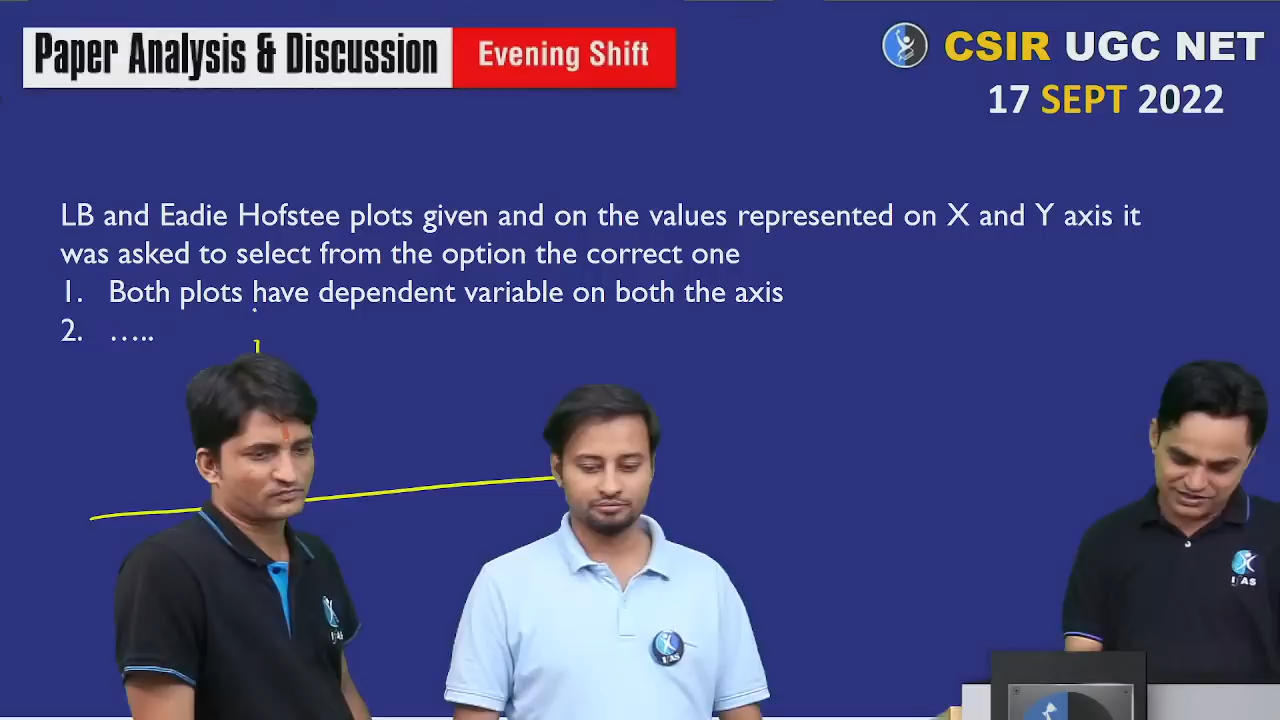 Paper Analysis & Discussion Evening Shift
CSIR UGC NET
17 SEPT 2022
LB and Eadie Hofstee plots given and on the values represented on X and Y axis it
was asked to select from the option the correct one
1. Both plots have dependent variable on both the axis
2. .....